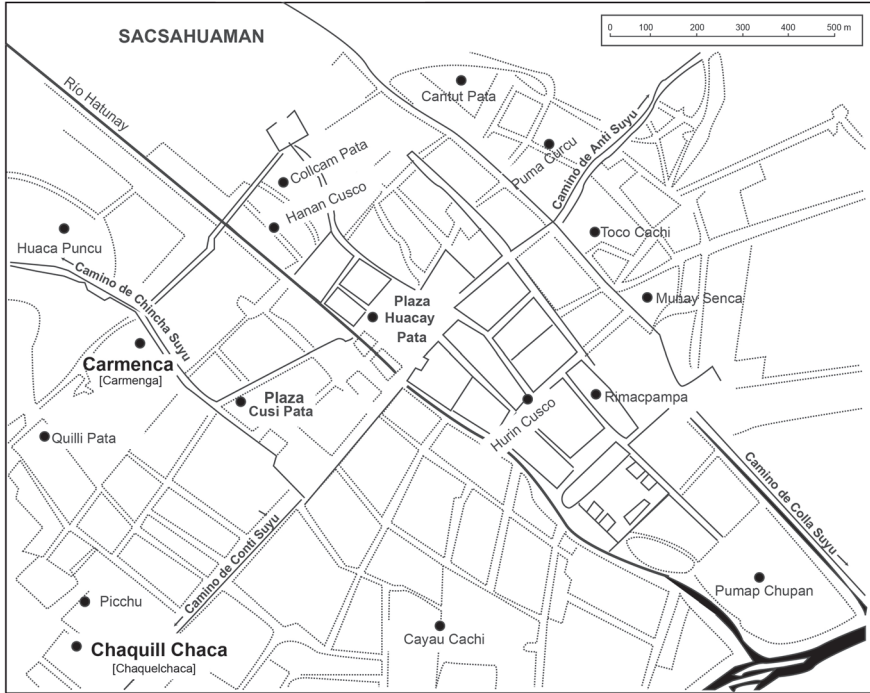 SACSAHUAMAN
0 100 200 300 400 500 m
Río Hatunay
Cantut Pata
Puma Curcu
Camino de Anti Suyu
Collcam Pata
Hanan Cusco
Toco Cachi
Huaca Puncu
Camino de Chincha Suyu
Munay Senca
Plaza
Huacay
Pata
Carmenca
[Carmenga]
Plaza
Cusi Pata
Rimacpampa
Hurin Cusco
Quilli Pata
Camino de Colla Suyu
Camino de Conti Suyu
Picchu
Pumap Chupan
Cayau Cachi
Chaquill Chaca
[Chaquelchaca]